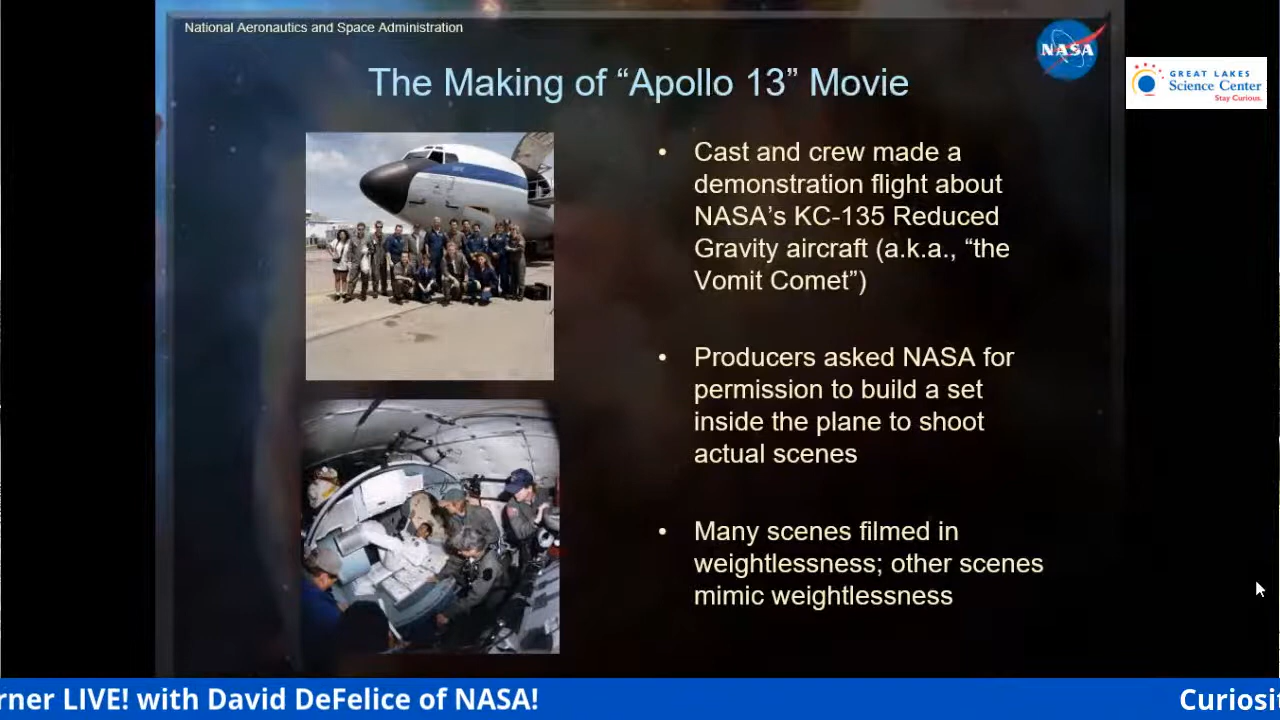 National Aeronautics and Space Administration
NASA
The Making of “Apollo 13” Movie
GREAT LAKES
Science Center
Stay Curious.
• Cast and crew made a
demonstration flight about
NASA’s KC-135 Reduced
Gravity aircraft (a.k.a., “the
Vomit Comet”)
• Producers asked NASA for
permission to build a set
inside the plane to shoot
actual scenes
• Many scenes filmed in
weightlessness; other scenes
mimic weightlessness
rner LIVE! with David DeFelice of NASA! Curiosit